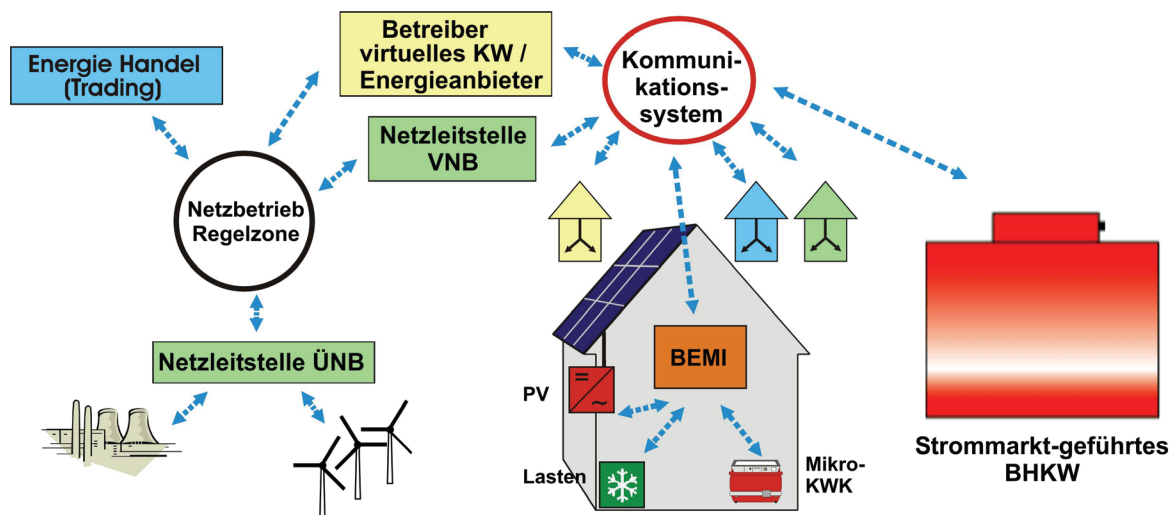 Energie Handel
(Trading)
Betreiber
virtuelles KW /
Energieanbieter
Kommuni-
kations-
system
Netzleitstelle
VNB
Netzbetrieb
Regelzone
Netzleitstelle ÜNB
BEMI
PV
=
~
Lasten
Mikro-
KWK
Strommarkt-geführtes
BHKW